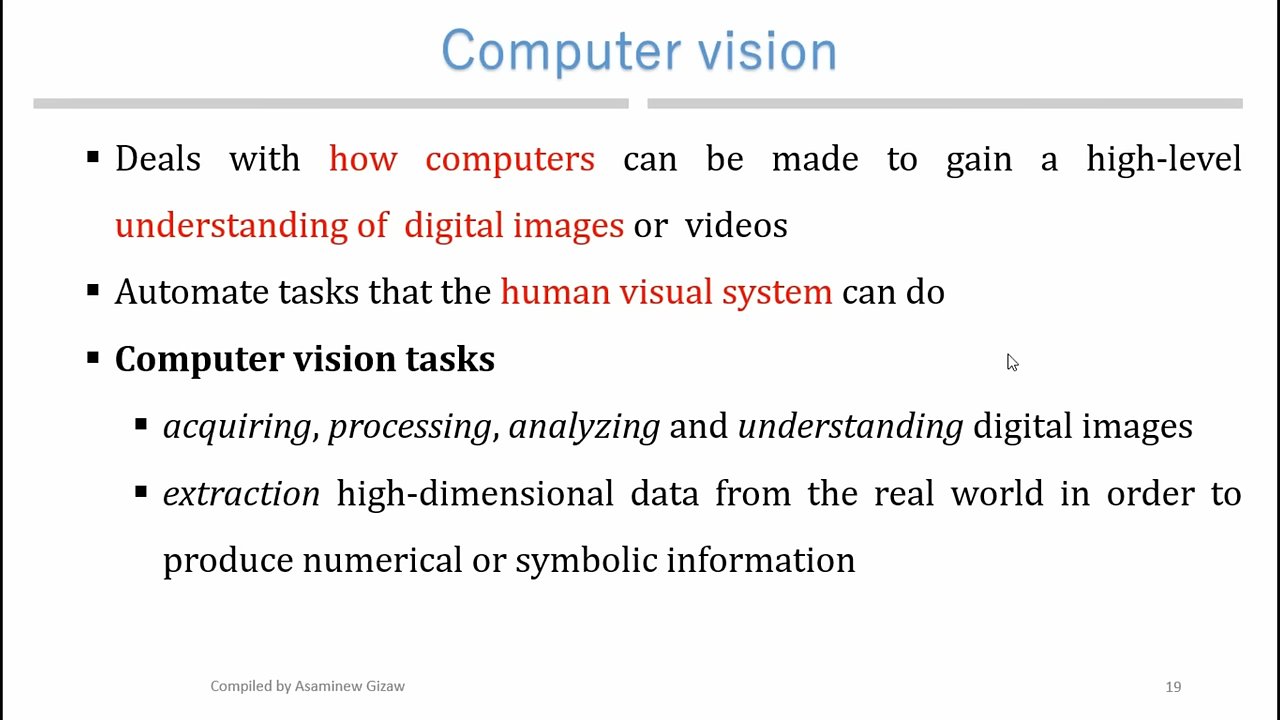 Computer vision
▪ Deals with how computers can be made to gain a high-level
understanding of digital images or videos
▪ Automate tasks that the human visual system can do
▪ Computer vision tasks
▪ acquiring, processing, analyzing and understanding digital images
▪ extraction high-dimensional data from the real world in order to
produce numerical or symbolic information
Compiled by Asaminew Gizaw 19